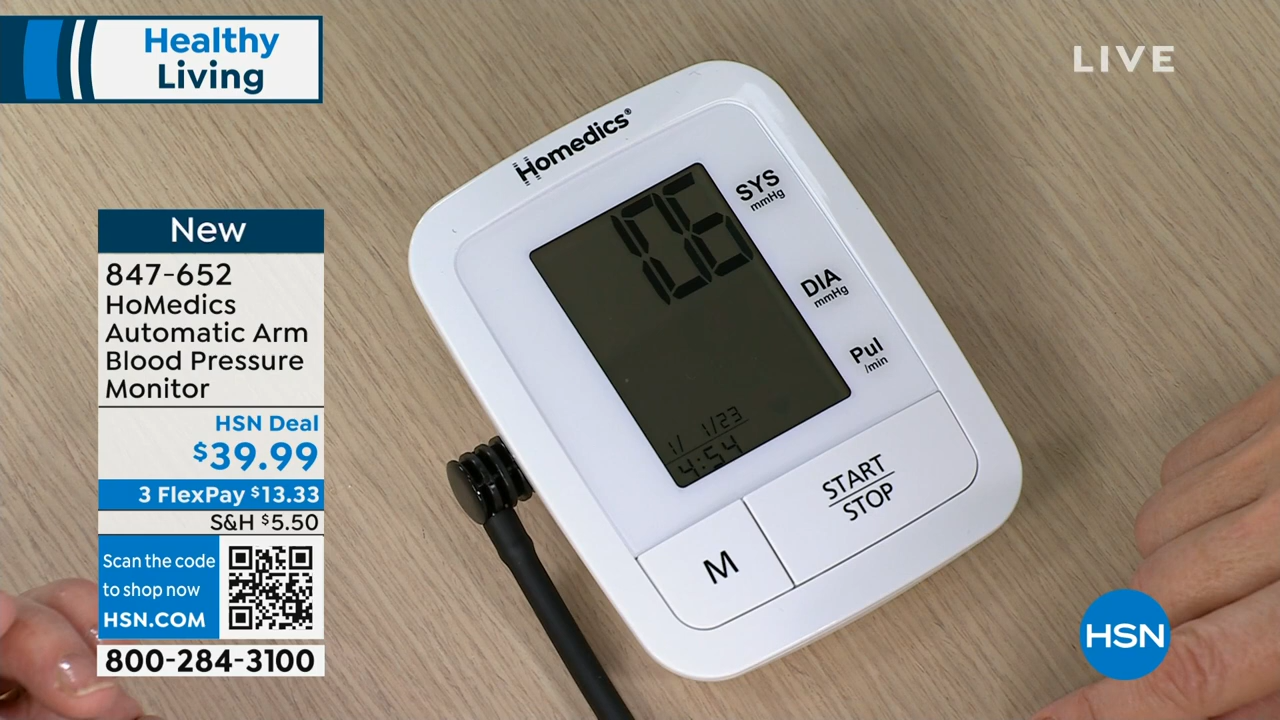 Healthy
Living
LIVE
New
847-652
HoMedics
Automatic Arm
Blood Pressure
Monitor
HSN Deal
$39.99
3 FlexPay $13.33
S&H $5.50
Scan the code
to shop now
HSN.COM
800-284-3100
Homedics®
106
SYS
mmHg
DIA
mmHg
Pul
/min
1/ 1/23
4:54
M
START
STOP
HSN